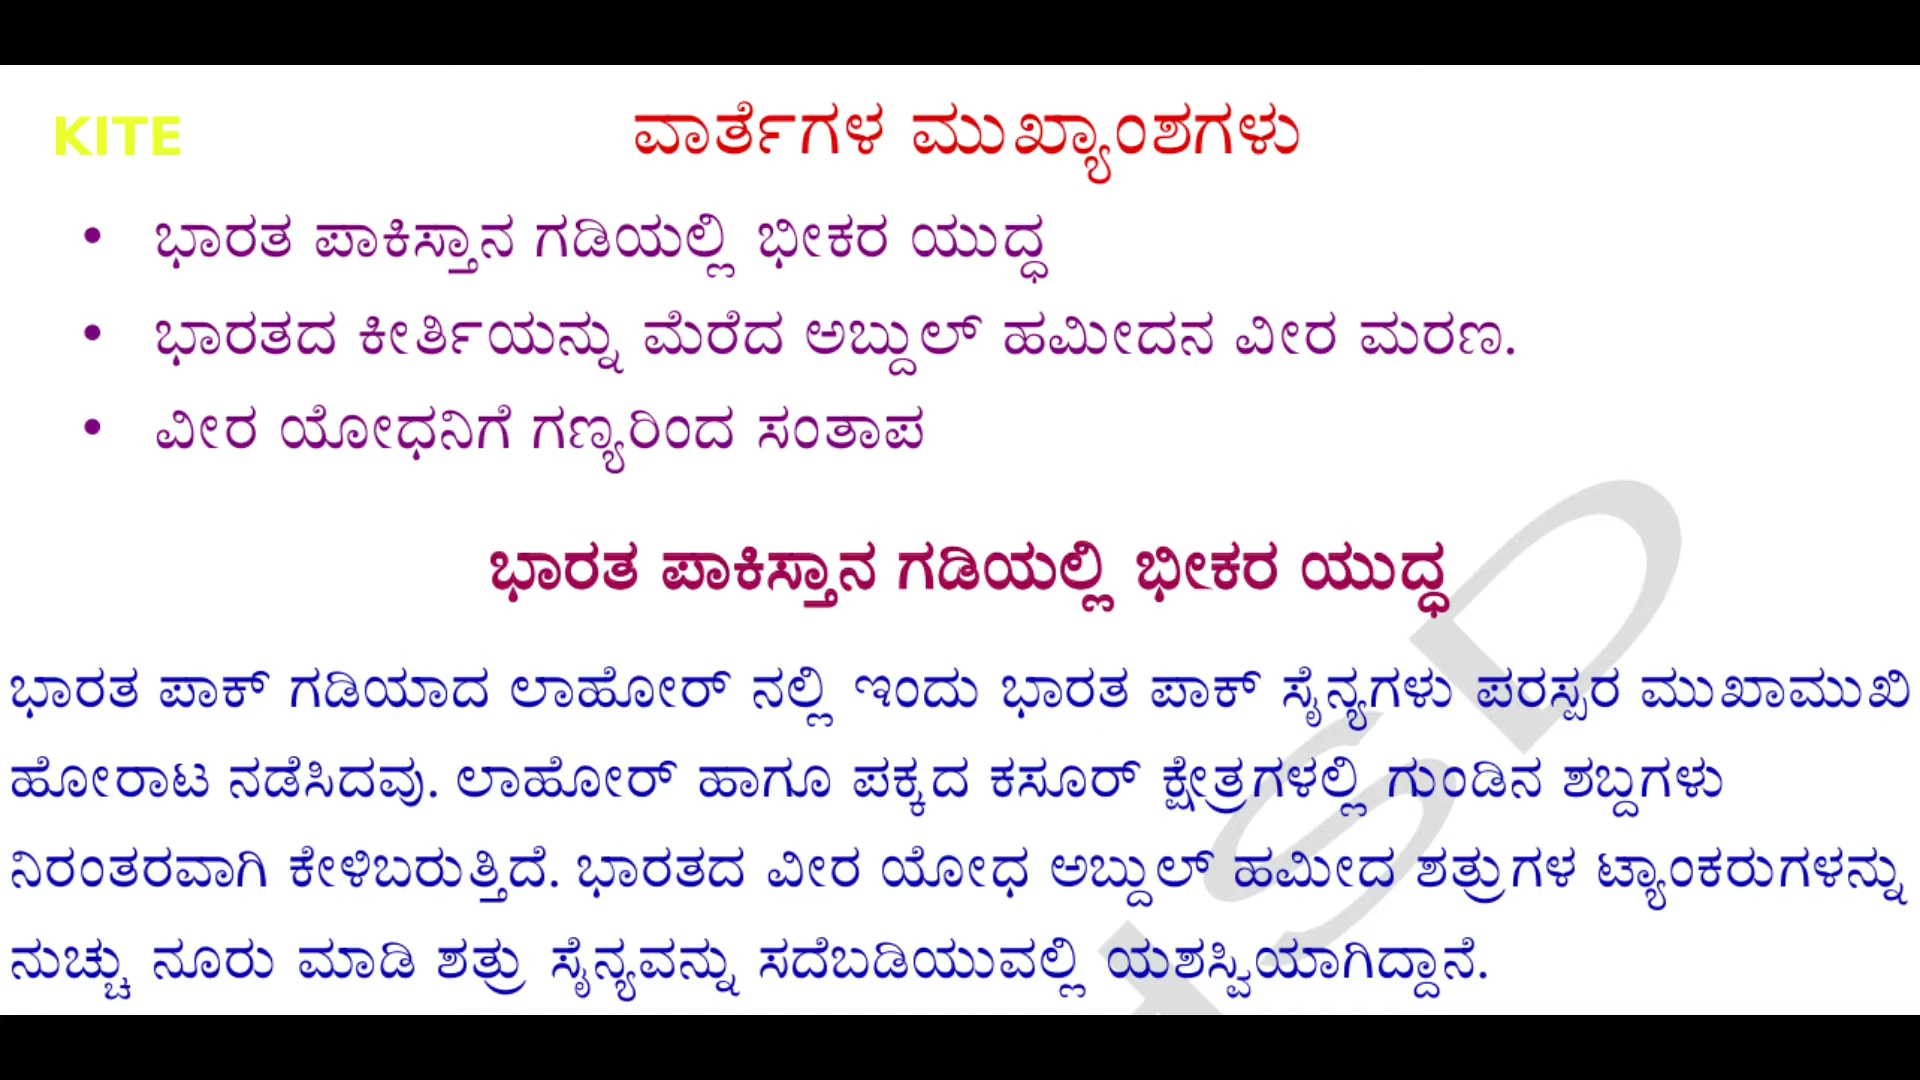 KITE
ವಾರ್ತೆಗಳ ಮುಖ್ಯಾಂಶಗಳು
• ಭಾರತ ಪಾಕಿಸ್ತಾನ ಗಡಿಯಲ್ಲಿ ಭೀಕರ ಯುದ್ಧ
• ಭಾರತದ ಕೀರ್ತಿಯನ್ನು ಮೆರೆದ ಅಬ್ದುಲ್ ಹಮೀದನ ವೀರ ಮರಣ.
• ವೀರ ಯೋಧನಿಗೆ ಗಣ್ಯರಿಂದ ಸಂತಾಪ
ಭಾರತ ಪಾಕಿಸ್ತಾನ ಗಡಿಯಲ್ಲಿ ಭೀಕರ ಯುದ್ಧ
ಭಾರತ ಪಾಕ್ ಗಡಿಯಾದ ಲಾಹೋರ್ ನಲ್ಲಿ ಇಂದು ಭಾರತ ಪಾಕ್ ಸೈನ್ಯಗಳು ಪರಸ್ಪರ ಮುಖಾಮುಖಿ
ಹೋರಾಟ ನಡೆಸಿದವು. ಲಾಹೋರ್ ಹಾಗೂ ಪಕ್ಕದ ಕಸೂರ್ ಕ್ಷೇತ್ರಗಳಲ್ಲಿ ಗುಂಡಿನ ಶಬ್ದಗಳು
ನಿರಂತರವಾಗಿ ಕೇಳಿಬರುತ್ತಿದೆ. ಭಾರತದ ವೀರ ಯೋಧ ಅಬ್ದುಲ್ ಹಮೀದ ಶತ್ರುಗಳ ಟ್ಯಾಂಕರುಗಳನ್ನು
ನುಚ್ಚು ನೂರು ಮಾಡಿ ಶತ್ರು ಸೈನ್ಯವನ್ನು ಸದೆಬಡಿಯುವಲ್ಲಿ ಯಶಸ್ವಿಯಾಗಿದ್ದಾನೆ.